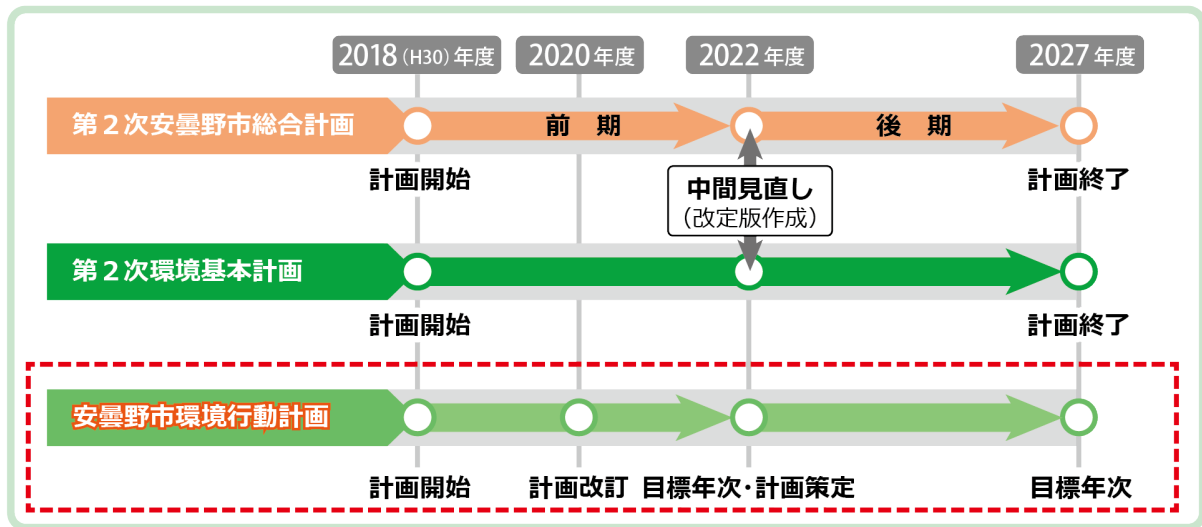 2018(H30)年度 2020年度 2022年度 2027年度
第2次安曇野市総合計画 前 期 後 期
計画開始 計画終了
中間見直し
(改定版作成)
第2次環境基本計画
計画開始 計画終了
安曇野市環境行動計画
計画開始 計画改訂 目標年次・計画策定 目標年次